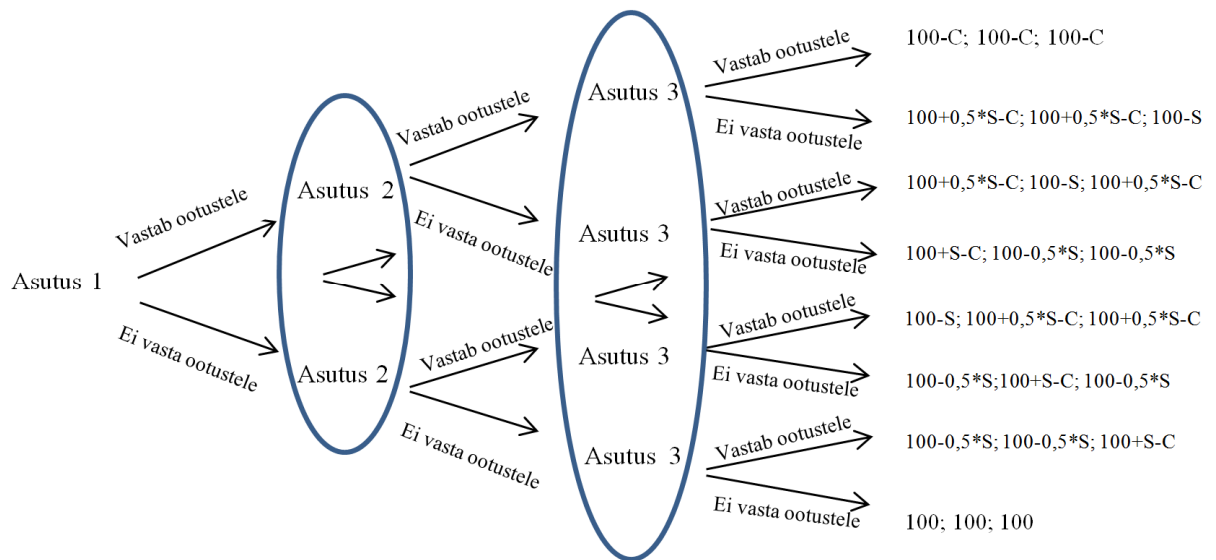 Asutus 1
Vastab ootustele
Ei vasta ootustele
Asutus 2
Asutus 2
Vastab ootustele
Ei vasta ootustele
Vastab ootustele
Ei vasta ootustele
Asutus 3
Asutus 3
Asutus 3
Asutus 3
Vastab ootustele
100-C; 100-C; 100-C
Ei vasta ootustele
100+0,5*S-C; 100+0,5*S-C; 100-S
Vastab ootustele
100+0,5*S-C; 100-S; 100+0,5*S-C
Ei vasta ootustele
100+S-C; 100-0,5*S; 100-0,5*S
Vastab ootustele
100-S; 100+0,5*S-C; 100+0,5*S-C
Ei vasta ootustele
100-0,5*S;100+S-C; 100-0,5*S
Vastab ootustele
100-0,5*S; 100-0,5*S; 100+S-C
Ei vasta ootustele
100; 100; 100